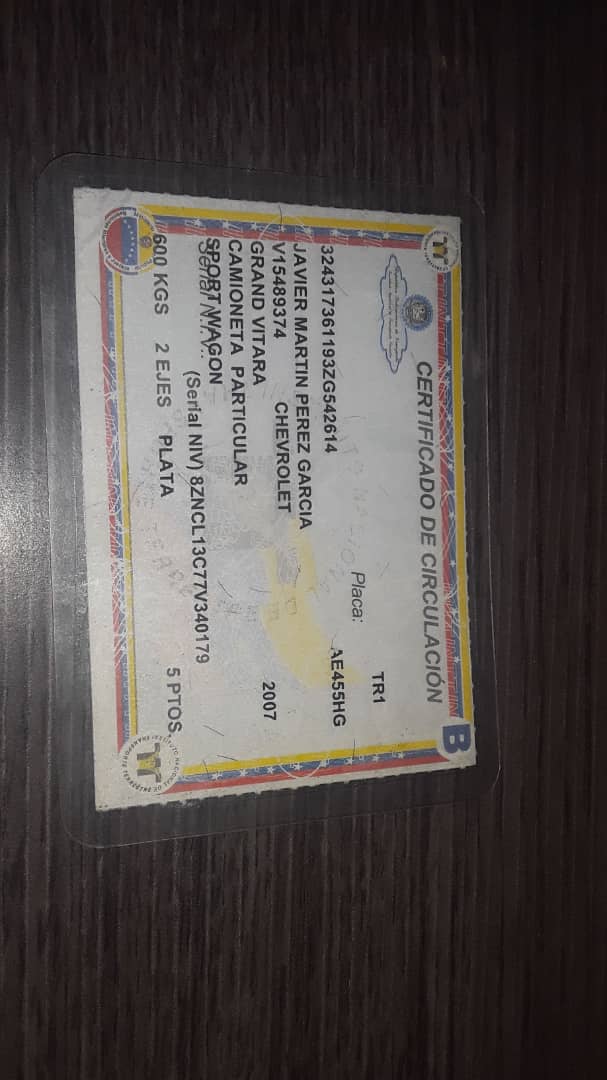 CERTIFICADO DE CIRCULACIÓN
B
TR1
324317361193ZG542614 Placa: AE455HG
JAVIER MARTIN PEREZ GARCIA
V15489374 CHEVROLET
GRAND VITARA 2007
CAMIONETA PARTICULAR
SPORT WAGON
Serial N.I.V.:
(Serial NIV) 8ZNCL13C77V340179
600 KGS 2 EJES PLATA 5 PTOS.